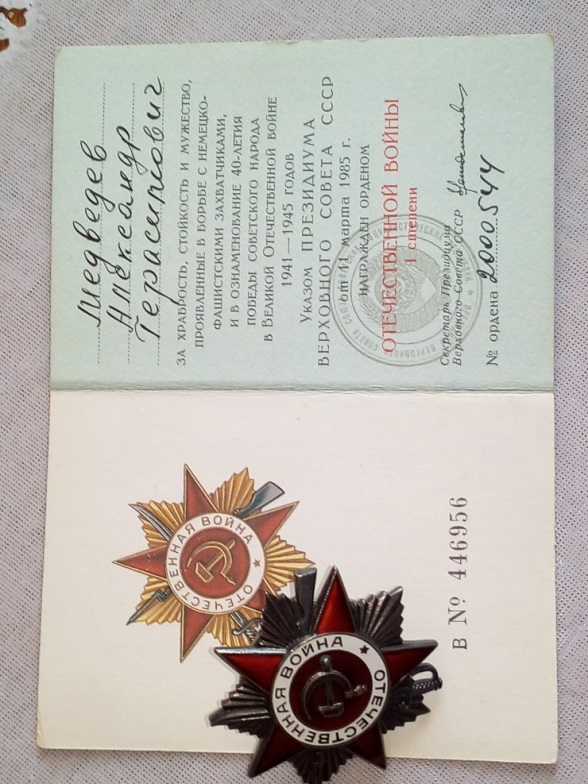 Медведев
Александр
Герасимович
ЗА ХРАБРОСТЬ, СТОЙКОСТЬ И МУЖЕСТВО,
ПРОЯВЛЕННЫЕ В БОРЬБЕ С НЕМЕЦКО-
ФАШИСТСКИМИ ЗАХВАТЧИКАМИ,
И В ОЗНАМЕНОВАНИЕ 40-ЛЕТИЯ
ПОБЕДЫ СОВЕТСКОГО НАРОДА
В ВЕЛИКОЙ ОТЕЧЕСТВЕННОЙ ВОЙНЕ
1941—1945 ГОДОВ
УКАЗОМ ПРЕЗИДИУМА
ВЕРХОВНОГО СОВЕТА СССР
от 11 марта 1985 г.
НАГРАЖДЕН ОРДЕНОМ
ОТЕЧЕСТВЕННОЙ ВОЙНЫ
I степени
Секретарь Президиума
Верховного Совета СССР
№ ордена 2000544
ОТЕЧЕСТВЕННАЯ ВОЙНА
В № 446956
ОТЕЧЕСТВЕННАЯ ВОЙНА